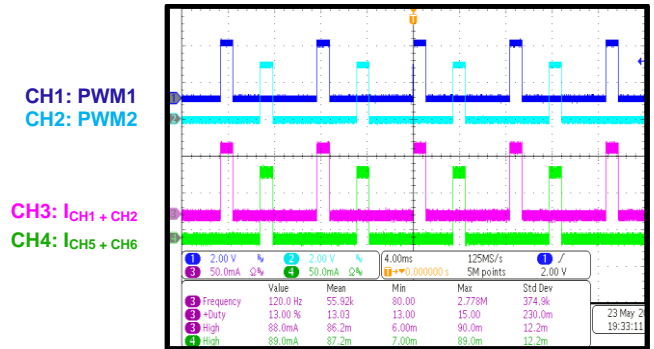 T
CH1: PWM1
CH2: PWM2
1
2
CH3: ICH1 + CH2
CH4: ICH5 + CH6
3
4
1 2.00 V 2 2.00 V 4.00ms 125MS/s 1
3 50.0mA Ω 4 50.0mA Ω T 0.000000 s 5M points 2.00 V
Value Mean Min Max Std Dev
3 Frequency 120.0 Hz 55.92k 80.00 2.778M 374.9k
3 +Duty 13.00 % 13.03 13.00 15.00 230.0m
3 High 88.0mA 86.2m 6.00m 90.0m 12.2m
4 High 89.0mA 87.2m 7.00m 89.0m 12.2m
23 May 2
19:33:11